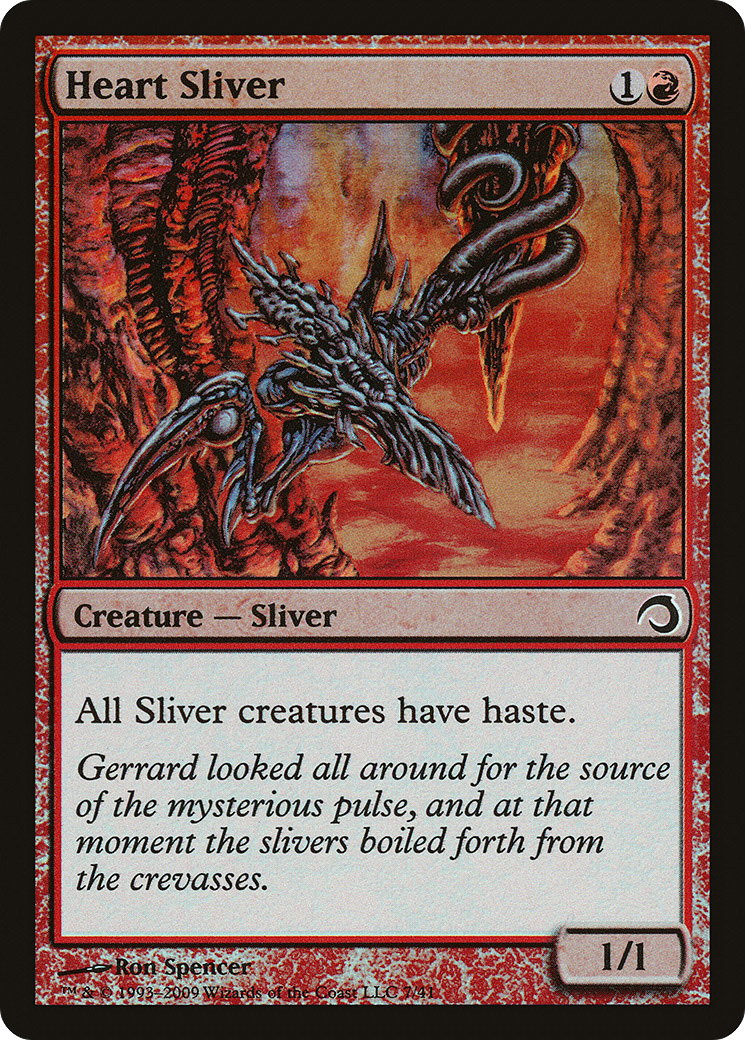 Heart Sliver 1
Creature — Sliver
All Sliver creatures have haste.
Gerrard looked all around for the source
of the mysterious pulse, and at that
moment the slivers boiled forth from
the crevasses.
1/1
Ron Spencer
™ & © 1993–2009 Wizards of the Coast LLC 7/41